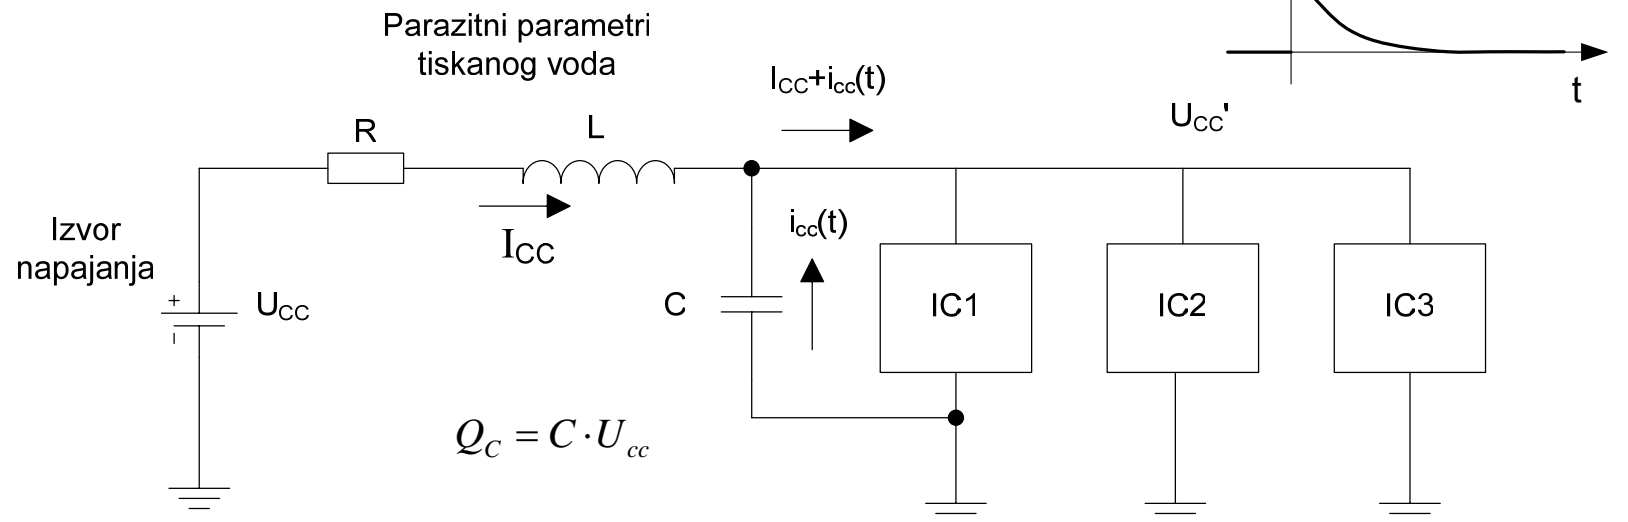 Parazitni parametri
tiskanog voda
I_CC+i_cc(t)
t
U_CC'
R
L
I_CC
i_cc(t)
Izvor
napajanja
+
U_CC
−
C
IC1
IC2
IC3
Q_C = C · U_cc